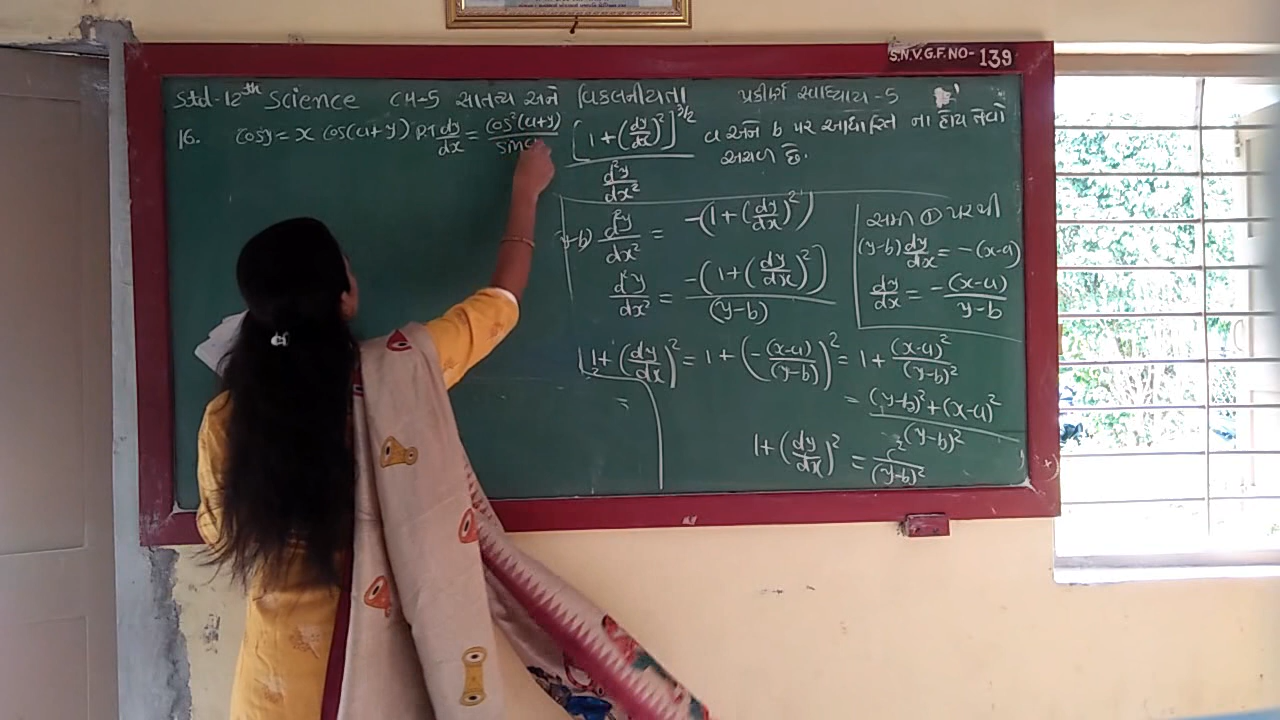 S.N.V.G.F.NO- 139
Std-12th Science CH-5 સાતત્ય અને વિકલનીયતા પ્રકીર્ણ સ્વાધ્યાય-5
16. cosy = x cos(a+y) P.T dy/dx = cos²(a+y)/sina
[1+(dy/dx)²]^3/2 / d²y/dx² a અને b પર આધારિત ના હોય તેવો
અચળ છે.
(y-b) d²y/dx² = -(1+(dy/dx)²)
d²y/dx² = -(1+(dy/dx)²)/(y-b)
સમી ① પરથી
(y-b) dy/dx = -(x-a)
dy/dx = -(x-a)/y-b
1+(dy/dx)² = 1+(-(x-a)/(y-b))² = 1+(x-a)²/(y-b)²
= (y-b)²+(x-a)²/(y-b)²
1+(dy/dx)² = c²/(y-b)²